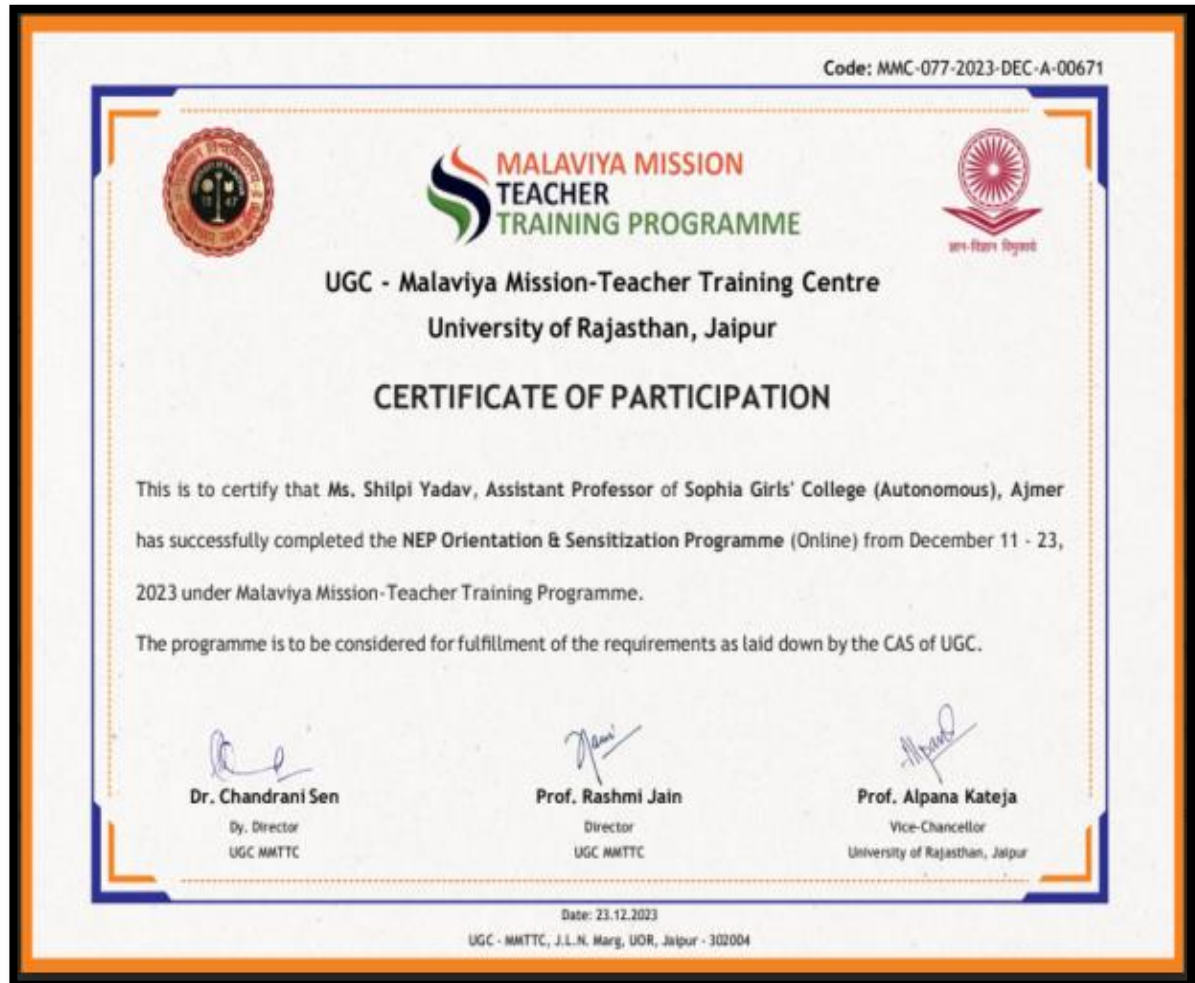 Code: MMC-077-2023-DEC-A-00671
MALAVIYA MISSION
TEACHER
TRAINING PROGRAMME
ज्ञान-विज्ञान विमुक्तये
UGC - Malaviya Mission-Teacher Training Centre
University of Rajasthan, Jaipur
CERTIFICATE OF PARTICIPATION
This is to certify that Ms. Shilpi Yadav, Assistant Professor of Sophia Girls' College (Autonomous), Ajmer
has successfully completed the NEP Orientation & Sensitization Programme (Online) from December 11 - 23,
2023 under Malaviya Mission-Teacher Training Programme.
The programme is to be considered for fulfillment of the requirements as laid down by the CAS of UGC.
Dr. Chandrani Sen
Prof. Rashmi Jain
Prof. Alpana Kateja
Dy. Director
Director
Vice-Chancellor
UGC MMTTC
UGC MMTTC
University of Rajasthan, Jaipur
Date: 23.12.2023
UGC - MMTTC, J.L.N. Marg, UOR, Jaipur - 302004